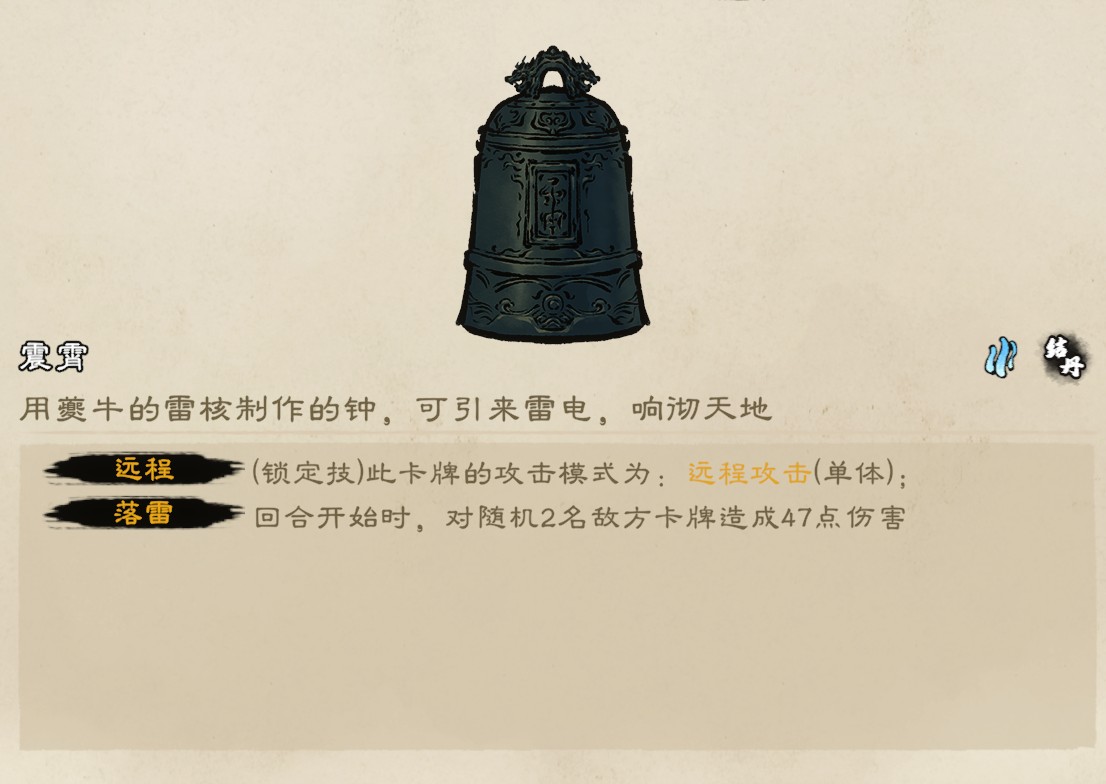 震霄
结丹
用夔牛的雷核制作的钟，可引来雷电，响彻天地
远程 (锁定技)此卡牌的攻击模式为：远程攻击(单体)；
落雷 回合开始时，对随机2名敌方卡牌造成47点伤害